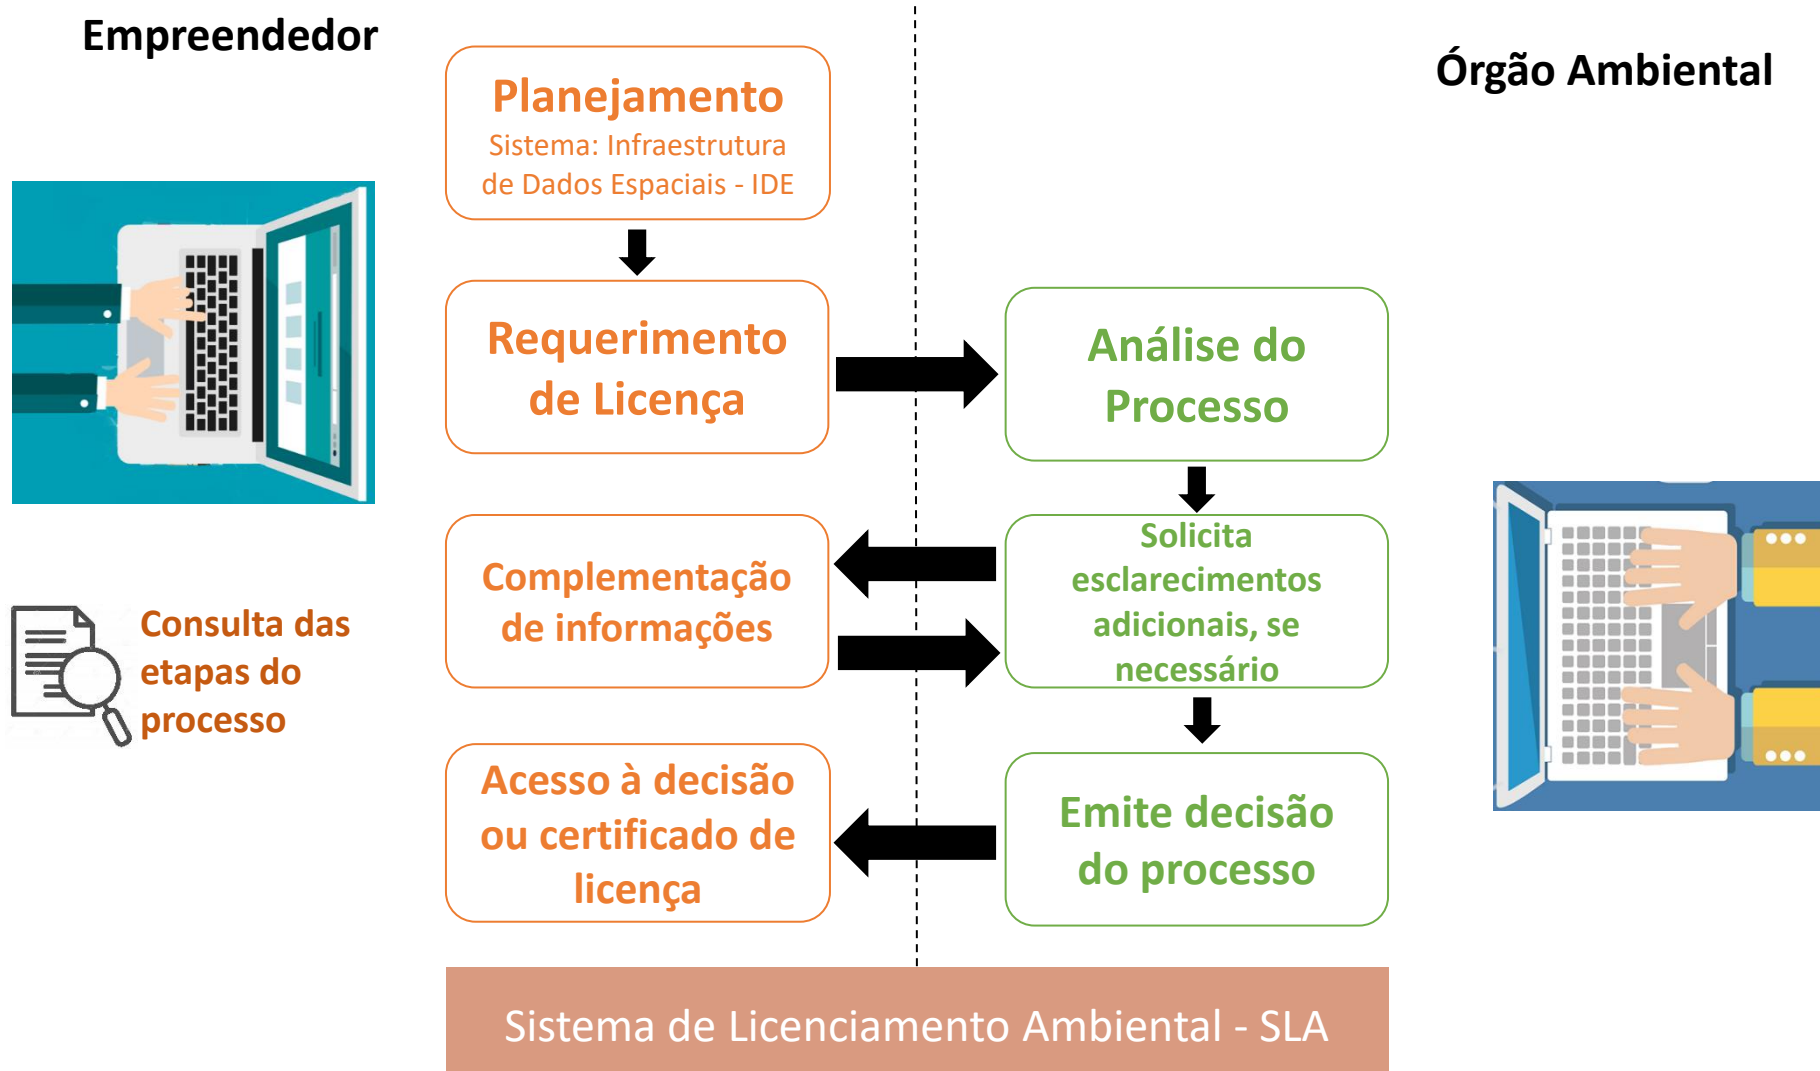 Empreendedor
Órgão Ambiental
Planejamento
Sistema: Infraestrutura
de Dados Espaciais - IDE
Requerimento
de Licença
Análise do
Processo
Complementação
de informações
Solicita
esclarecimentos
adicionais, se
necessário
Consulta das
etapas do
processo
Acesso à decisão
ou certificado de
licença
Emite decisão
do processo
Sistema de Licenciamento Ambiental - SLA